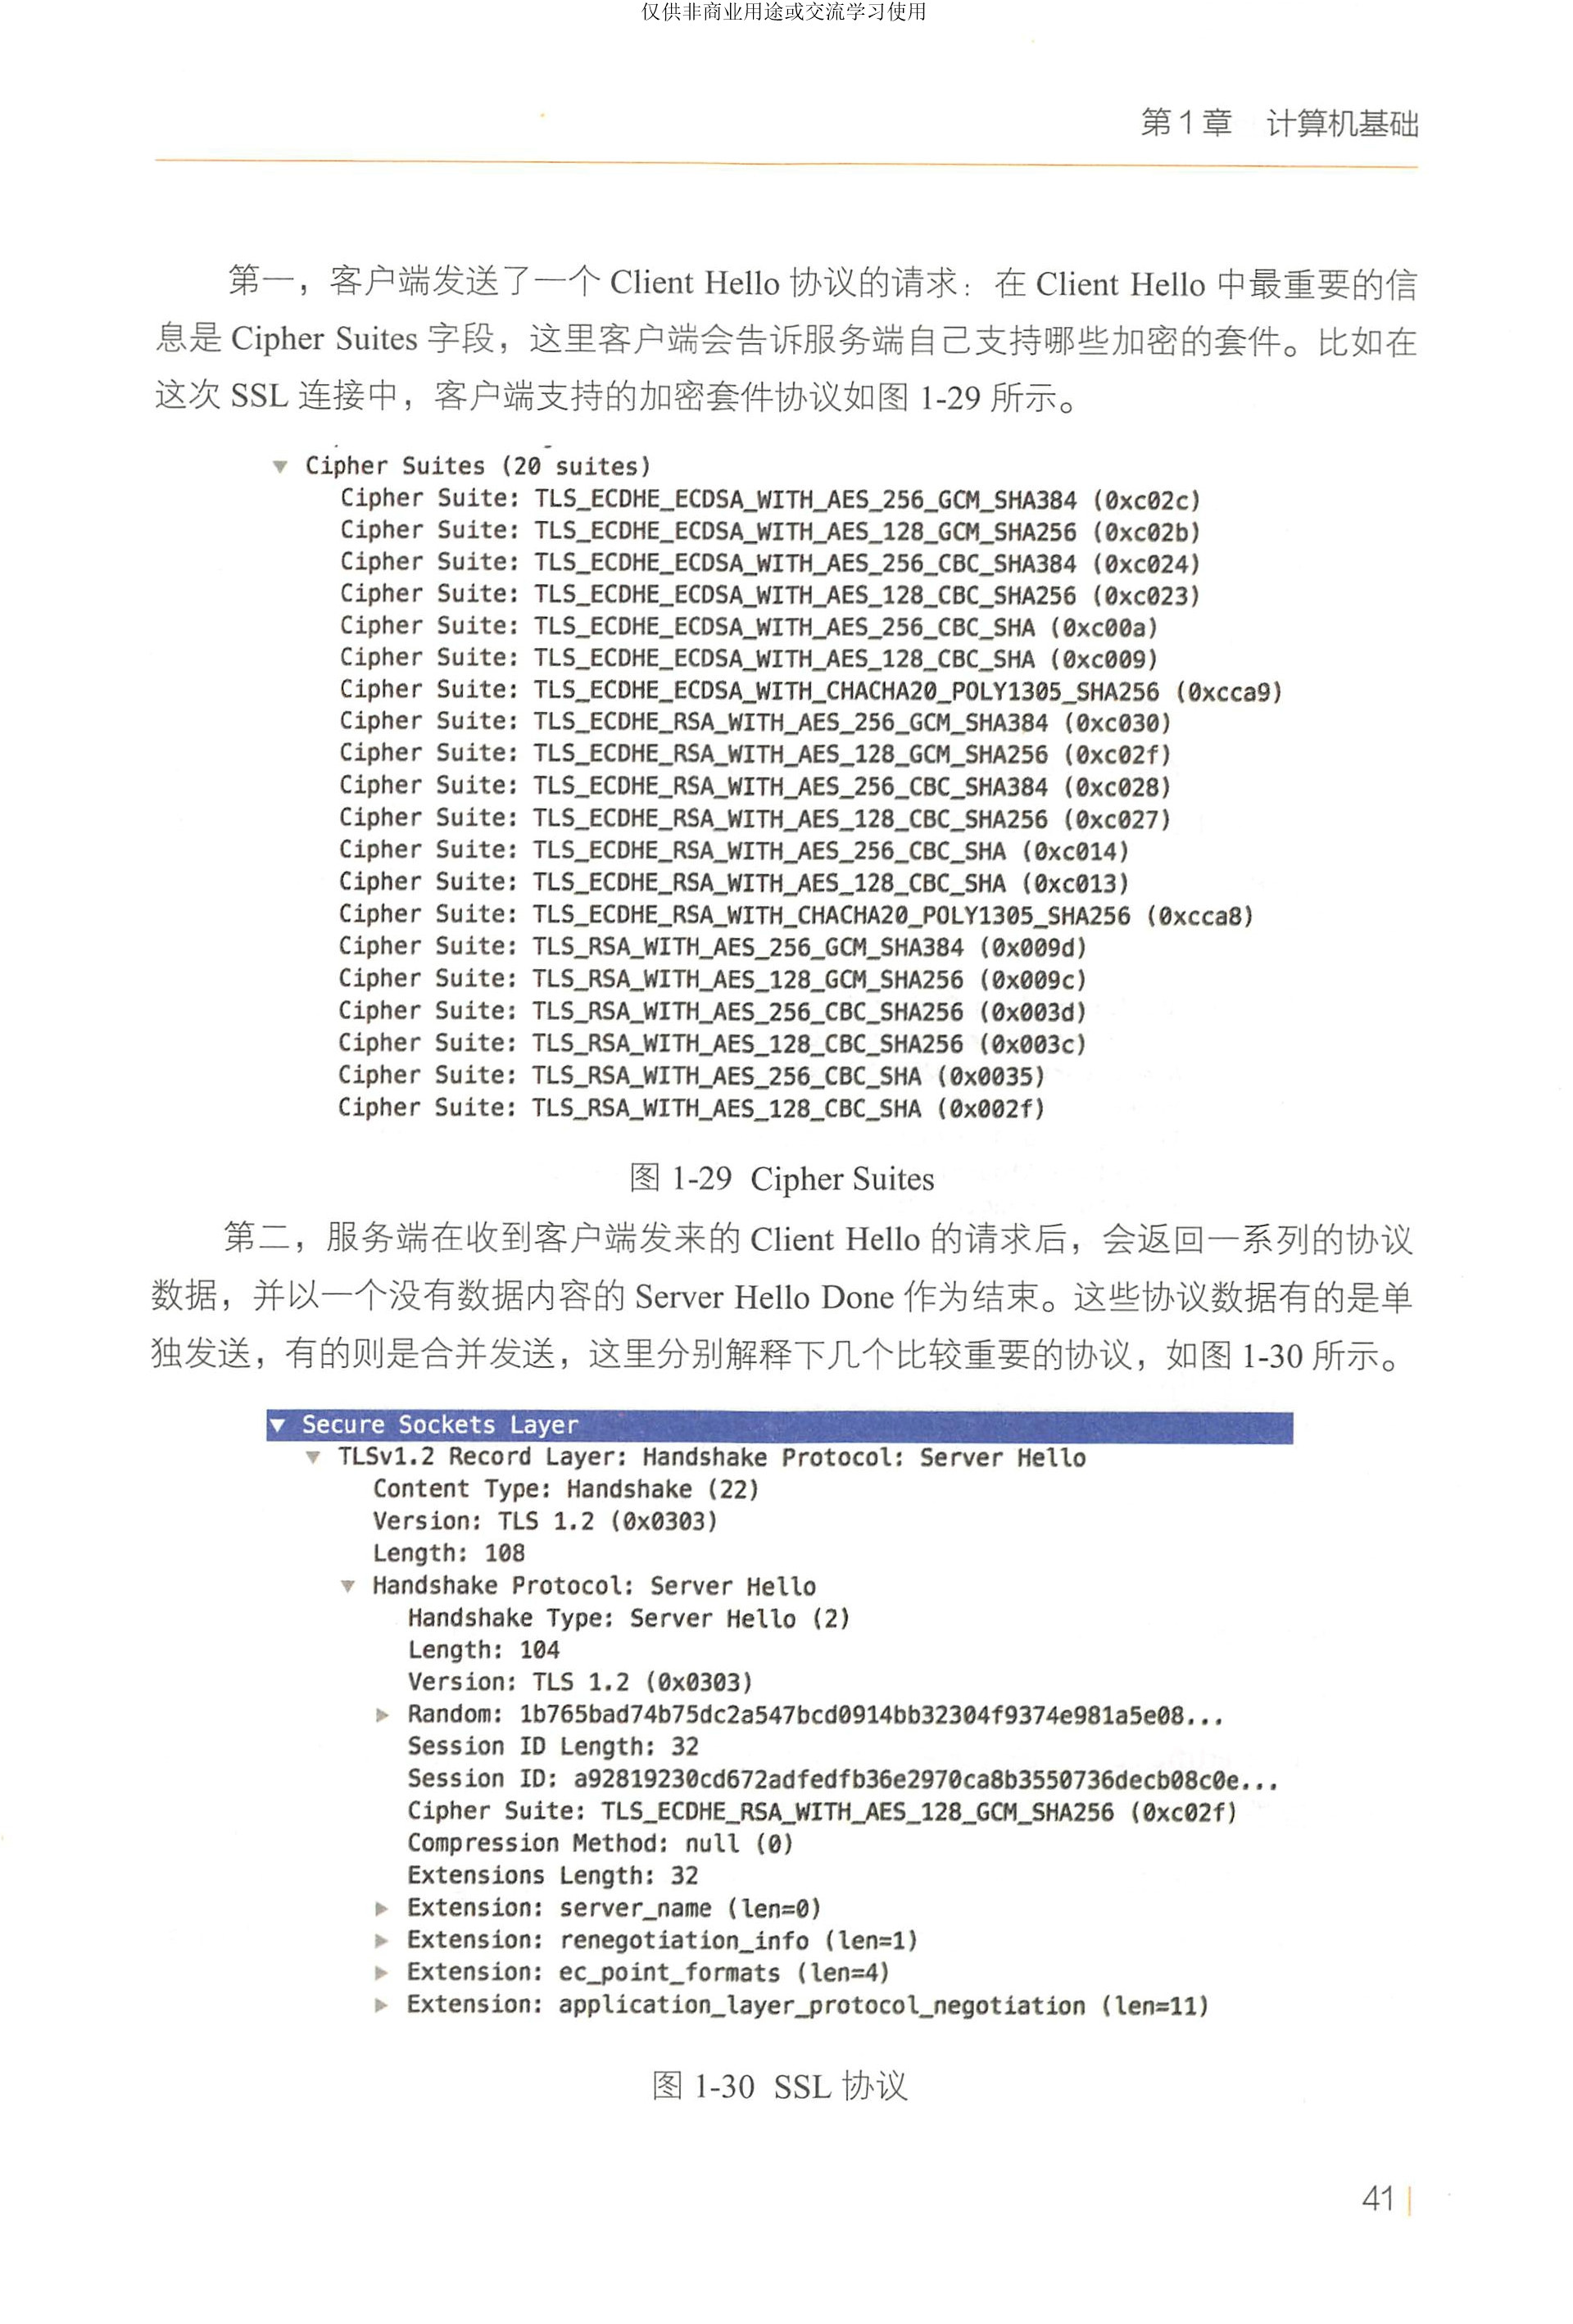 仅供非商业用途或交流学习使用
第1章 计算机基础
第一，客户端发送了一个 Client Hello 协议的请求：在 Client Hello 中最重要的信
息是 Cipher Suites 字段，这里客户端会告诉服务端自己支持哪些加密的套件。比如在
这次 SSL 连接中，客户端支持的加密套件协议如图 1-29 所示。
▼ Cipher Suites (20 suites)
Cipher Suite: TLS_ECDHE_ECDSA_WITH_AES_256_GCM_SHA384 (0xc02c)
Cipher Suite: TLS_ECDHE_ECDSA_WITH_AES_128_GCM_SHA256 (0xc02b)
Cipher Suite: TLS_ECDHE_ECDSA_WITH_AES_256_CBC_SHA384 (0xc024)
Cipher Suite: TLS_ECDHE_ECDSA_WITH_AES_128_CBC_SHA256 (0xc023)
Cipher Suite: TLS_ECDHE_ECDSA_WITH_AES_256_CBC_SHA (0xc00a)
Cipher Suite: TLS_ECDHE_ECDSA_WITH_AES_128_CBC_SHA (0xc009)
Cipher Suite: TLS_ECDHE_ECDSA_WITH_CHACHA20_POLY1305_SHA256 (0xcca9)
Cipher Suite: TLS_ECDHE_RSA_WITH_AES_256_GCM_SHA384 (0xc030)
Cipher Suite: TLS_ECDHE_RSA_WITH_AES_128_GCM_SHA256 (0xc02f)
Cipher Suite: TLS_ECDHE_RSA_WITH_AES_256_CBC_SHA384 (0xc028)
Cipher Suite: TLS_ECDHE_RSA_WITH_AES_128_CBC_SHA256 (0xc027)
Cipher Suite: TLS_ECDHE_RSA_WITH_AES_256_CBC_SHA (0xc014)
Cipher Suite: TLS_ECDHE_RSA_WITH_AES_128_CBC_SHA (0xc013)
Cipher Suite: TLS_ECDHE_RSA_WITH_CHACHA20_POLY1305_SHA256 (0xcca8)
Cipher Suite: TLS_RSA_WITH_AES_256_GCM_SHA384 (0x009d)
Cipher Suite: TLS_RSA_WITH_AES_128_GCM_SHA256 (0x009c)
Cipher Suite: TLS_RSA_WITH_AES_256_CBC_SHA256 (0x003d)
Cipher Suite: TLS_RSA_WITH_AES_128_CBC_SHA256 (0x003c)
Cipher Suite: TLS_RSA_WITH_AES_256_CBC_SHA (0x0035)
Cipher Suite: TLS_RSA_WITH_AES_128_CBC_SHA (0x002f)
图 1-29 Cipher Suites
第二，服务端在收到客户端发来的 Client Hello 的请求后，会返回一系列的协议
数据，并以一个没有数据内容的 Server Hello Done 作为结束。这些协议数据有的是单
独发送，有的则是合并发送，这里分别解释下几个比较重要的协议，如图 1-30 所示。
▼ Secure Sockets Layer
▼ TLSv1.2 Record Layer: Handshake Protocol: Server Hello
Content Type: Handshake (22)
Version: TLS 1.2 (0x0303)
Length: 108
▼ Handshake Protocol: Server Hello
Handshake Type: Server Hello (2)
Length: 104
Version: TLS 1.2 (0x0303)
▶ Random: 1b765bad74b75dc2a547bcd0914bb32304f9374e981a5e08...
Session ID Length: 32
Session ID: a92819230cd672adfedfb36e2970ca8b3550736decb08c0e...
Cipher Suite: TLS_ECDHE_RSA_WITH_AES_128_GCM_SHA256 (0xc02f)
Compression Method: null (0)
Extensions Length: 32
▶ Extension: server_name (len=0)
▶ Extension: renegotiation_info (len=1)
▶ Extension: ec_point_formats (len=4)
▶ Extension: application_layer_protocol_negotiation (len=11)
图 1-30 SSL 协议
41